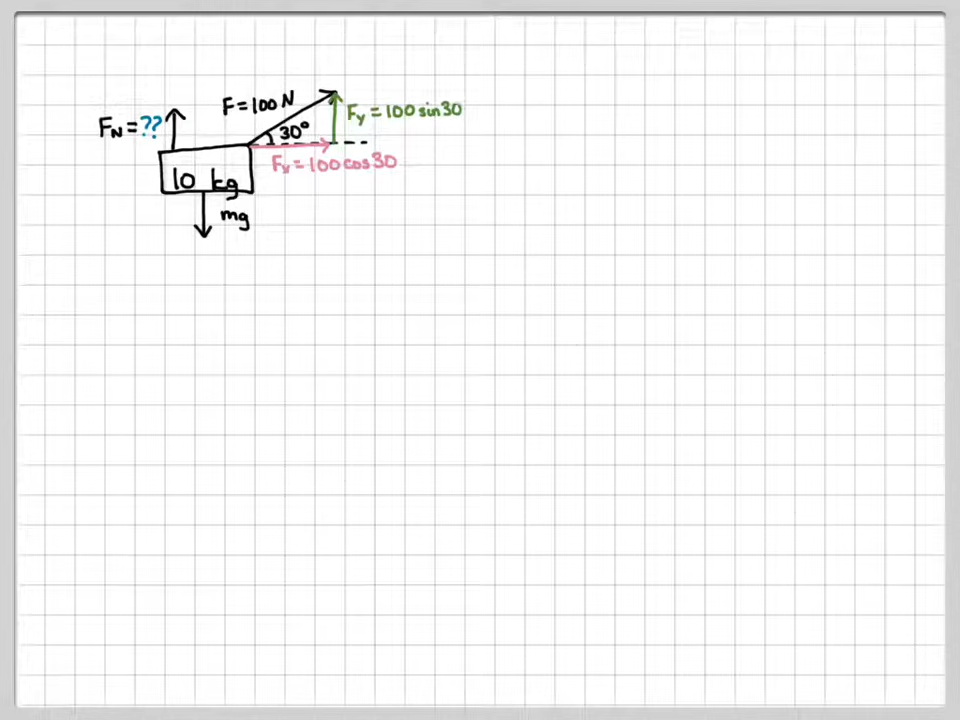 F = 100 N
F_N = ??
30°
F_y = 100 sin 30
F_x = 100 cos 30
10 kg
mg